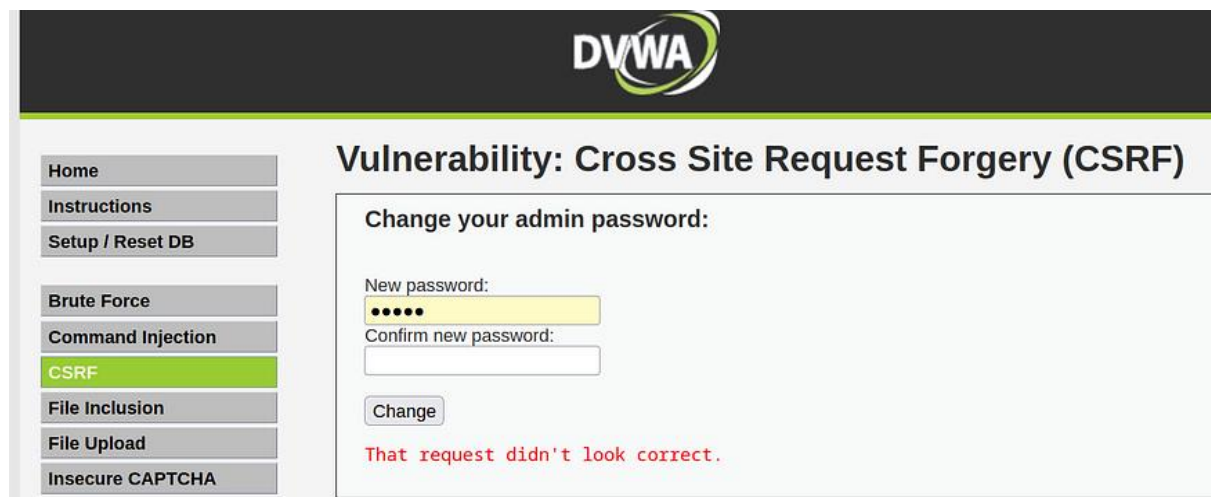 DVWA
Vulnerability: Cross Site Request Forgery (CSRF)
Home
Instructions
Setup / Reset DB
Brute Force
Command Injection
CSRF
File Inclusion
File Upload
Insecure CAPTCHA
Change your admin password:
New password:
•••••
Confirm new password:
Change
That request didn't look correct.